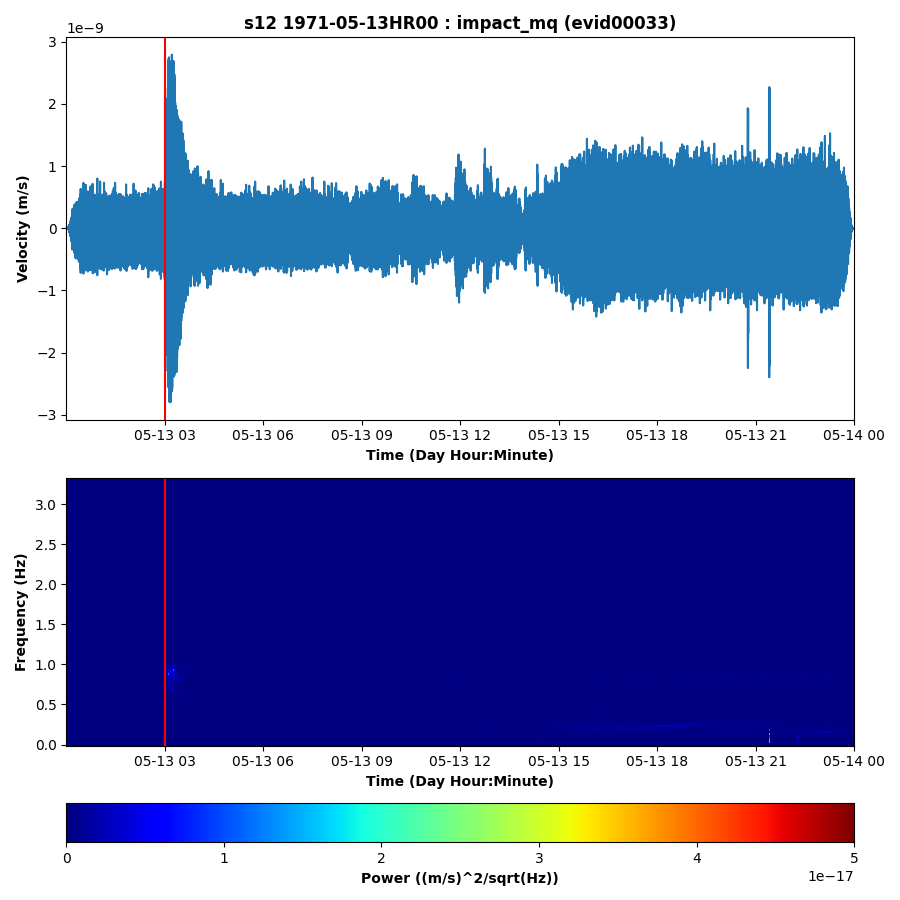 s12 1971-05-13HR00 : impact_mq (evid00033)
1e−9
3
2
1
0
−1
−2
−3
Velocity (m/s)
05-13 03 05-13 06 05-13 09 05-13 12 05-13 15 05-13 18 05-13 21 05-14 00
Time (Day Hour:Minute)
3.0
2.5
2.0
1.5
1.0
0.5
0.0
Frequency (Hz)
05-13 03 05-13 06 05-13 09 05-13 12 05-13 15 05-13 18 05-13 21 05-14 00
Time (Day Hour:Minute)
0 1 2 3 4 5
1e−17
Power ((m/s)^2/sqrt(Hz))